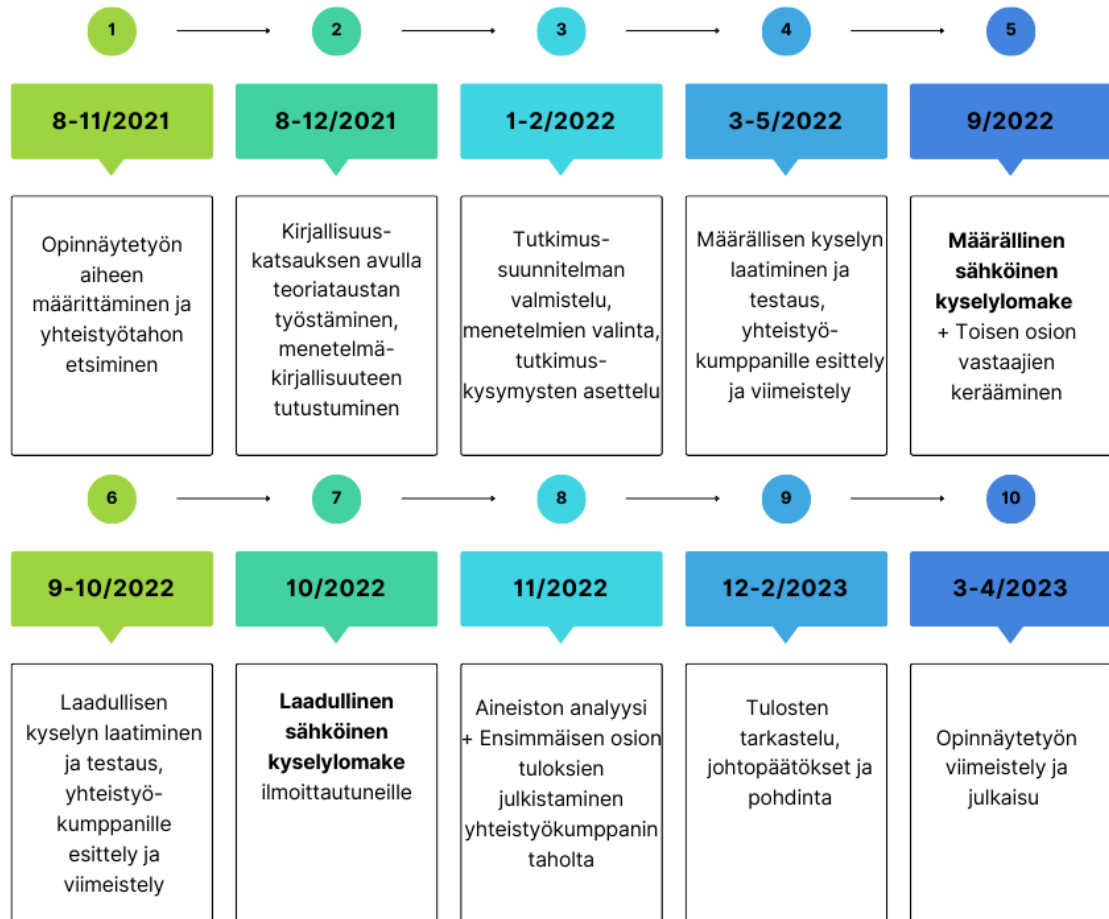 1
2
3
4
5
8-11/2021
8-12/2021
1-2/2022
3-5/2022
9/2022
Opinnäytetyön
aiheen
määrittäminen ja
yhteistyötahon
etsiminen
Kirjallisuus-
katsauksen avulla
teoriataustan
työstäminen,
menetelmä-
kirjallisuuteen
tutustuminen
Tutkimus-
suunnitelman
valmistelu,
menetelmien valinta,
tutkimus-
kysymysten asettelu
Määrällisen kyselyn
laatiminen ja
testaus,
yhteistyö-
kumppanille esittely
ja viimeistely
Määrällinen
sähköinen
kyselylomake
+ Toisen osion
vastaajien
kerääminen
6
7
8
9
10
9-10/2022
10/2022
11/2022
12-2/2023
3-4/2023
Laadullisen
kyselyn laatiminen
ja testaus,
yhteistyö-
kumppanille
esittely ja
viimeistely
Laadullinen
sähköinen
kyselylomake
ilmoittautuneille
Aineiston analyysi
+ Ensimmäisen osion
tuloksien
julkistaminen
yhteistyökumppanin
taholta
Tulosten
tarkastelu,
johtopäätökset ja
pohdinta
Opinnäytetyön
viimeistely ja
julkaisu